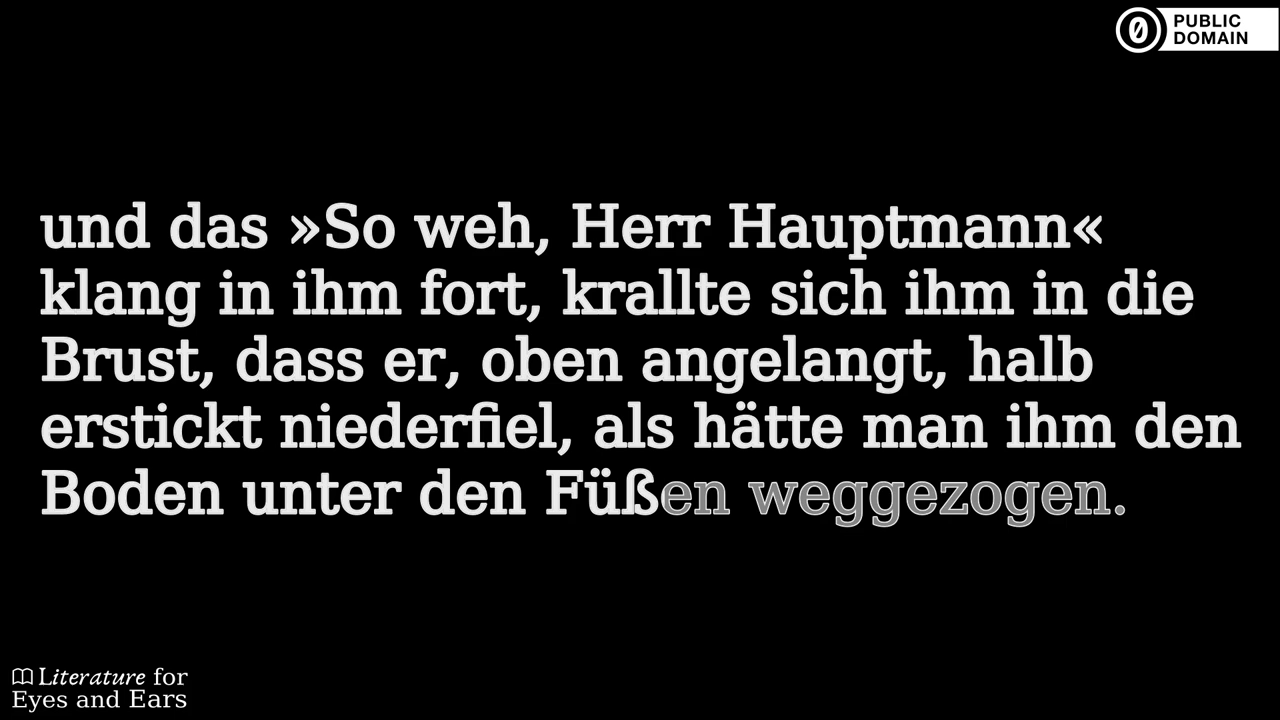 PUBLIC
DOMAIN
und das »So weh, Herr Hauptmann«
klang in ihm fort, krallte sich ihm in die
Brust, dass er, oben angelangt, halb
erstickt niederfiel, als hätte man ihm den
Boden unter den Füßen weggezogen.
Literature for
Eyes and Ears